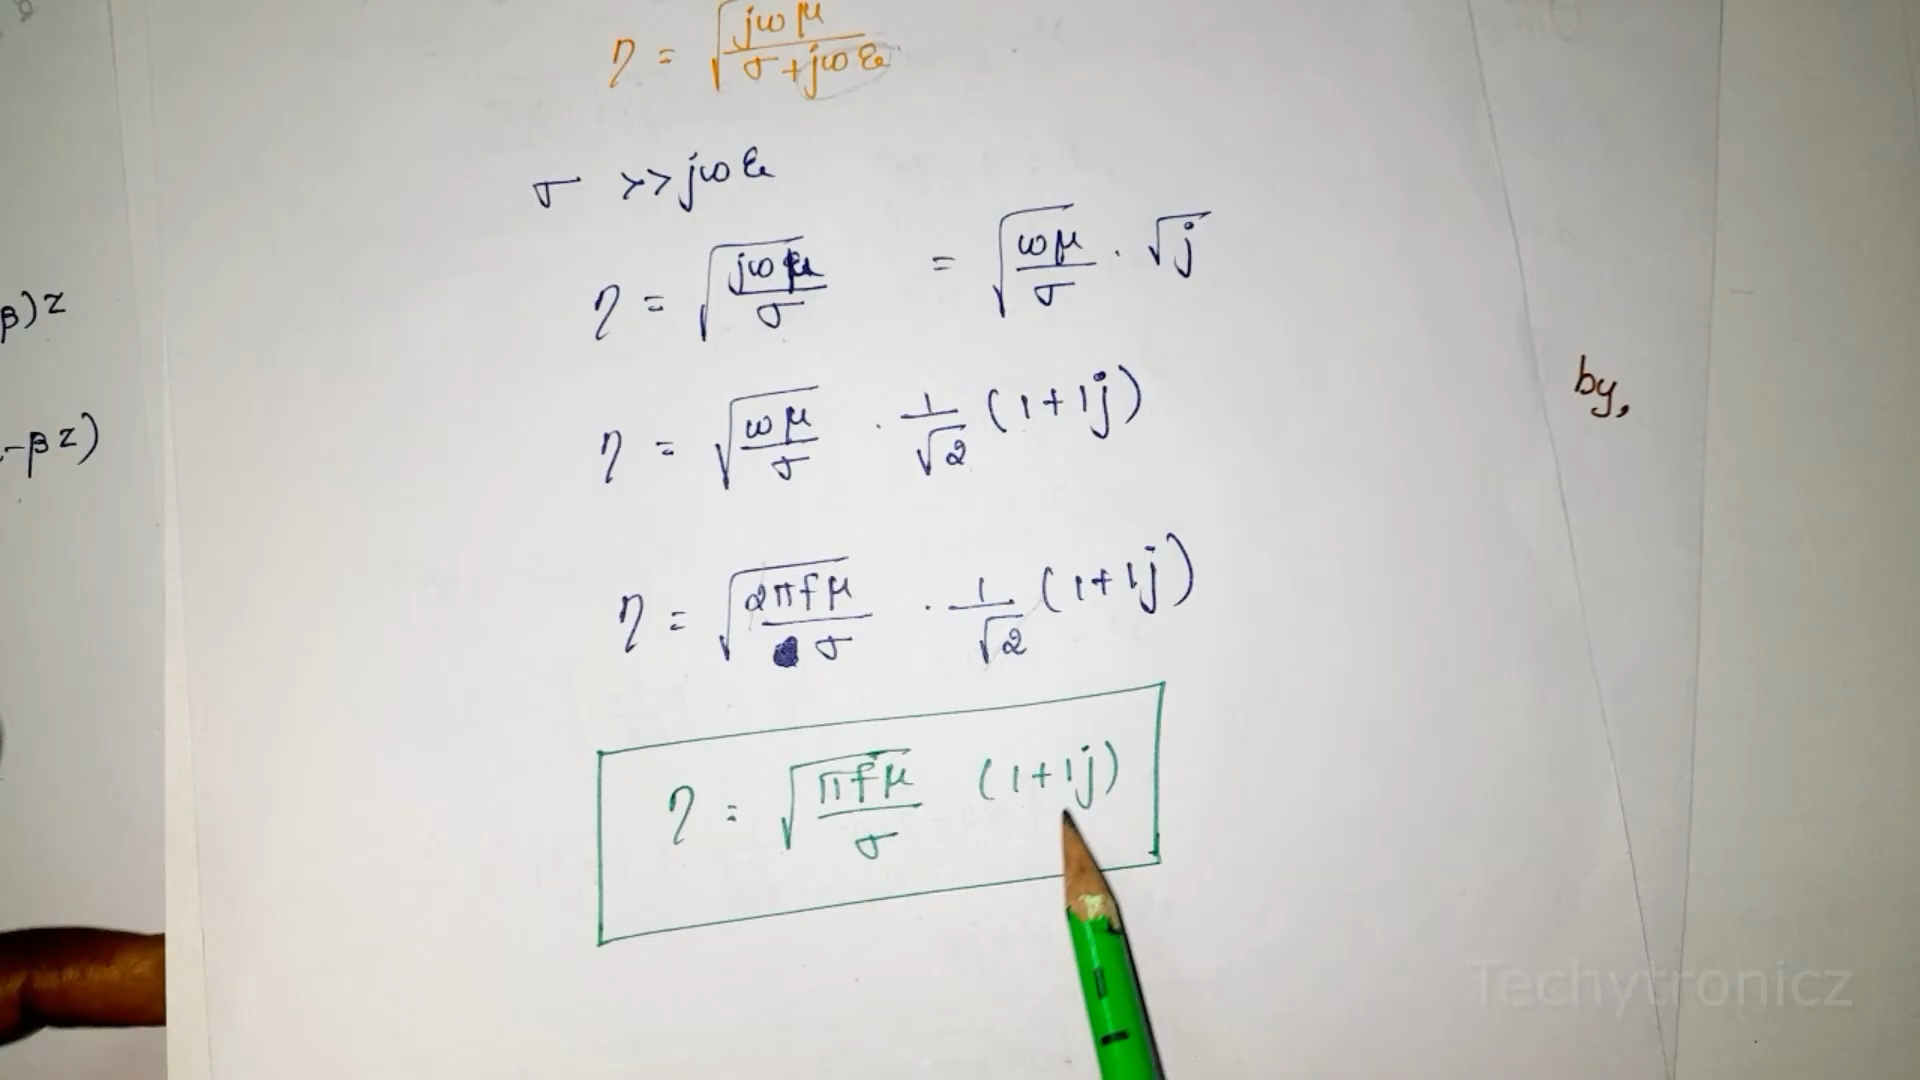 η = √(jωμ / σ + jωε)
σ >> jωε
η = √(jωμ / σ) = √(ωμ / σ) . √j
β) z
η = √(ωμ / σ) . 1/√2 (1 + 1j)
by,
-βz)
η = √(2πfμ / σ) . 1/√2 (1 + 1j)
η = √(πfμ / σ) (1 + 1j)
Techytronicz